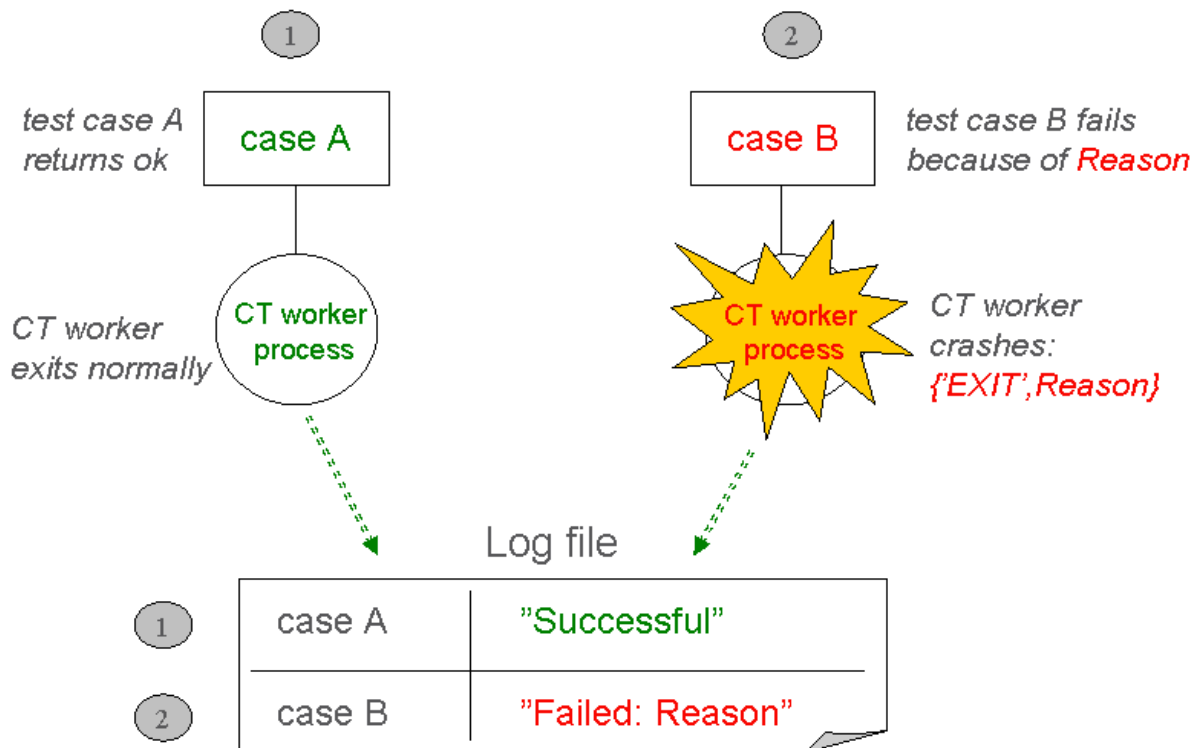 1
2
test case A
returns ok
case A
case B
test case B fails
because of Reason
CT worker
exits normally
CT worker
process
CT worker
process
CT worker
crashes:
{'EXIT',Reason}
Log file
1
case A
”Successful”
2
case B
”Failed: Reason”